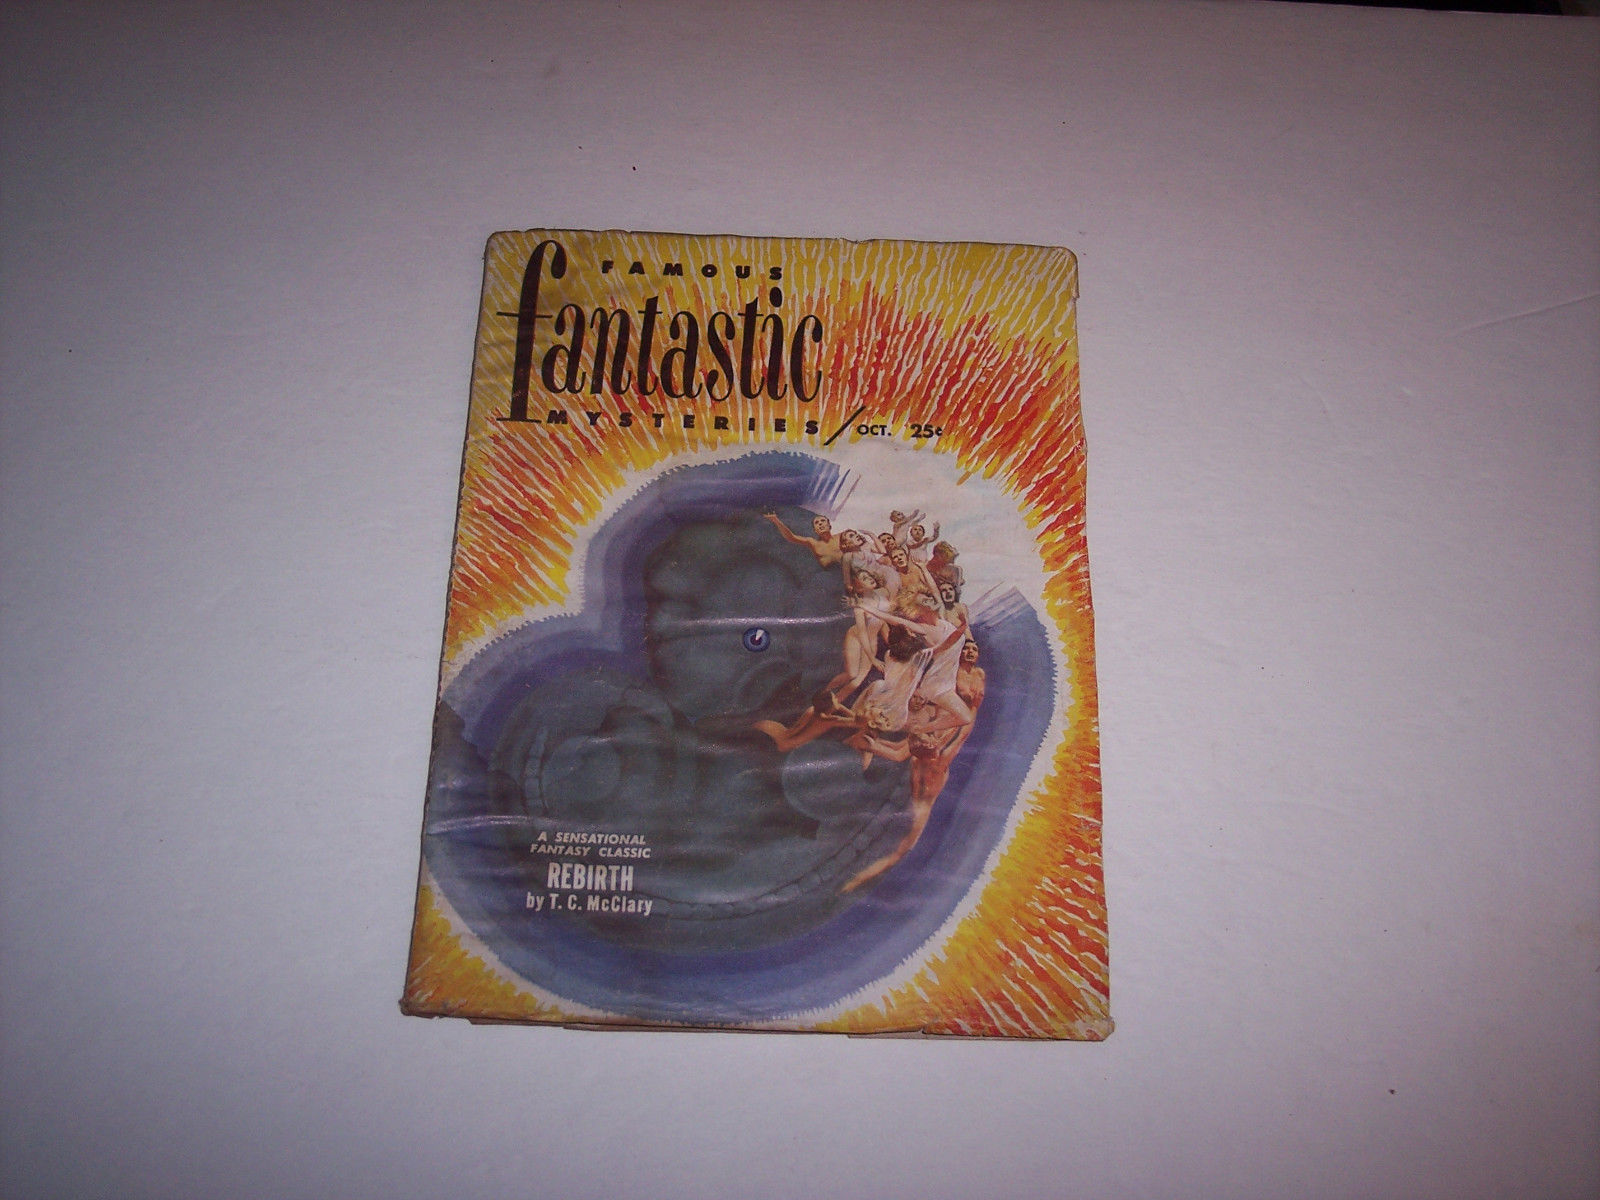 FAMOUS
fantastic
MYSTERIES/OCT. 25¢
A SENSATIONAL
FANTASY CLASSIC
REBIRTH
by T. C. McClary